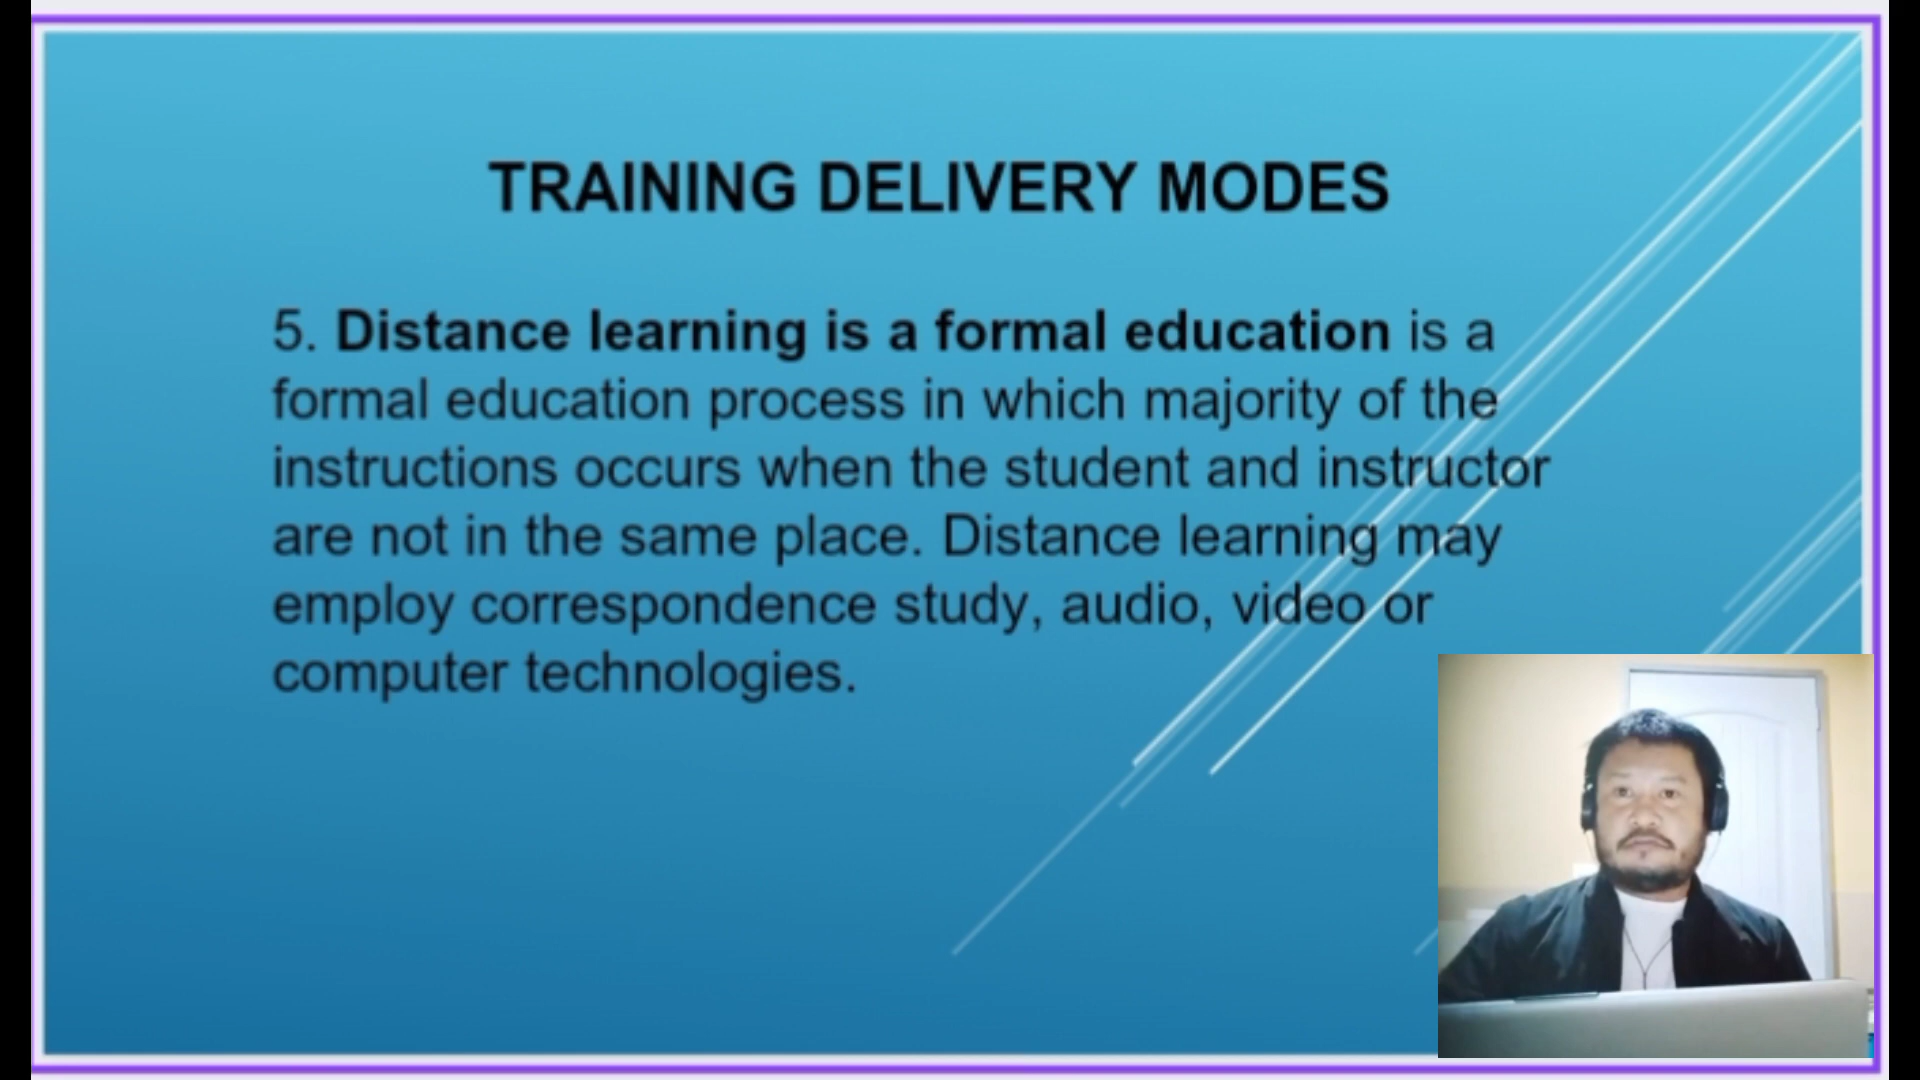 TRAINING DELIVERY MODES
5. Distance learning is a formal education is a
formal education process in which majority of the
instructions occurs when the student and instructor
are not in the same place. Distance learning may
employ correspondence study, audio, video or
computer technologies.